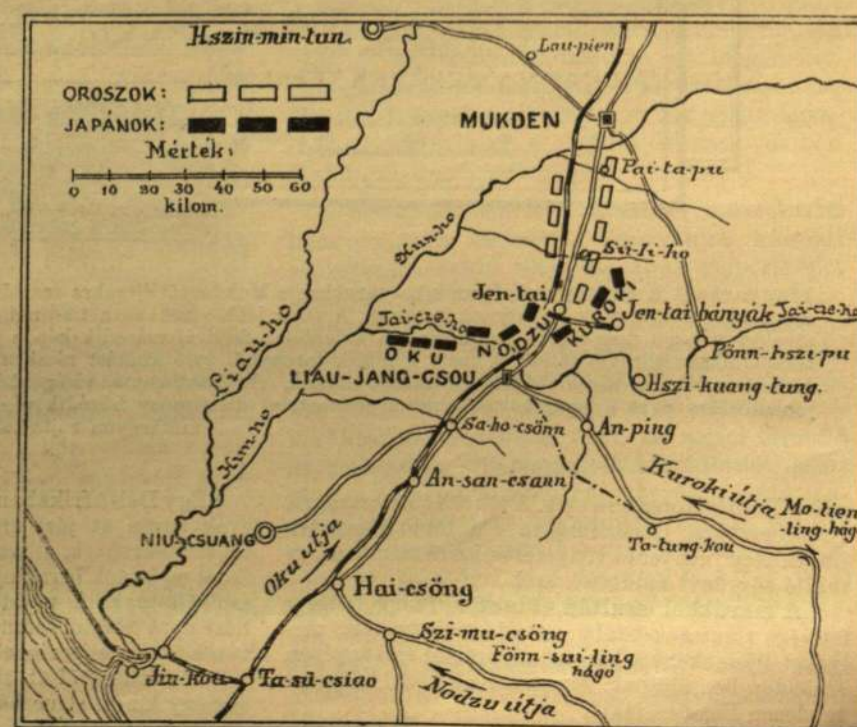 Hszin-min-tun.
Lau-pien
OROSZOK:
JAPÁNOK:
Mérték:
0 10 20 30 40 50 60
kilom.
MUKDEN
Pai-ta-pu
Hun-ho
Sü-li-ho
Jen-tai
Jen-tai bányák
Jai-cze-ho
Tai-cze-ho
OKU
NODZU
KUROKI
Liau-ho
LIAU-JANG-CSOU
Pönn-hszi-pu
Hszi-kuang-tung.
Hun-ho
Sa-ho-csönn
An-ping
An-san-csann
Kuroki útja
Mo-tien
-ling-hágó
Ta-tung-kou
NIU-CSUANG
Oku útja
Hai-csöng
Szi-mu-csöng
Fönn-sui-ling
hágó
Nodzu útja
Jin-kou
Ta-sü-csiao